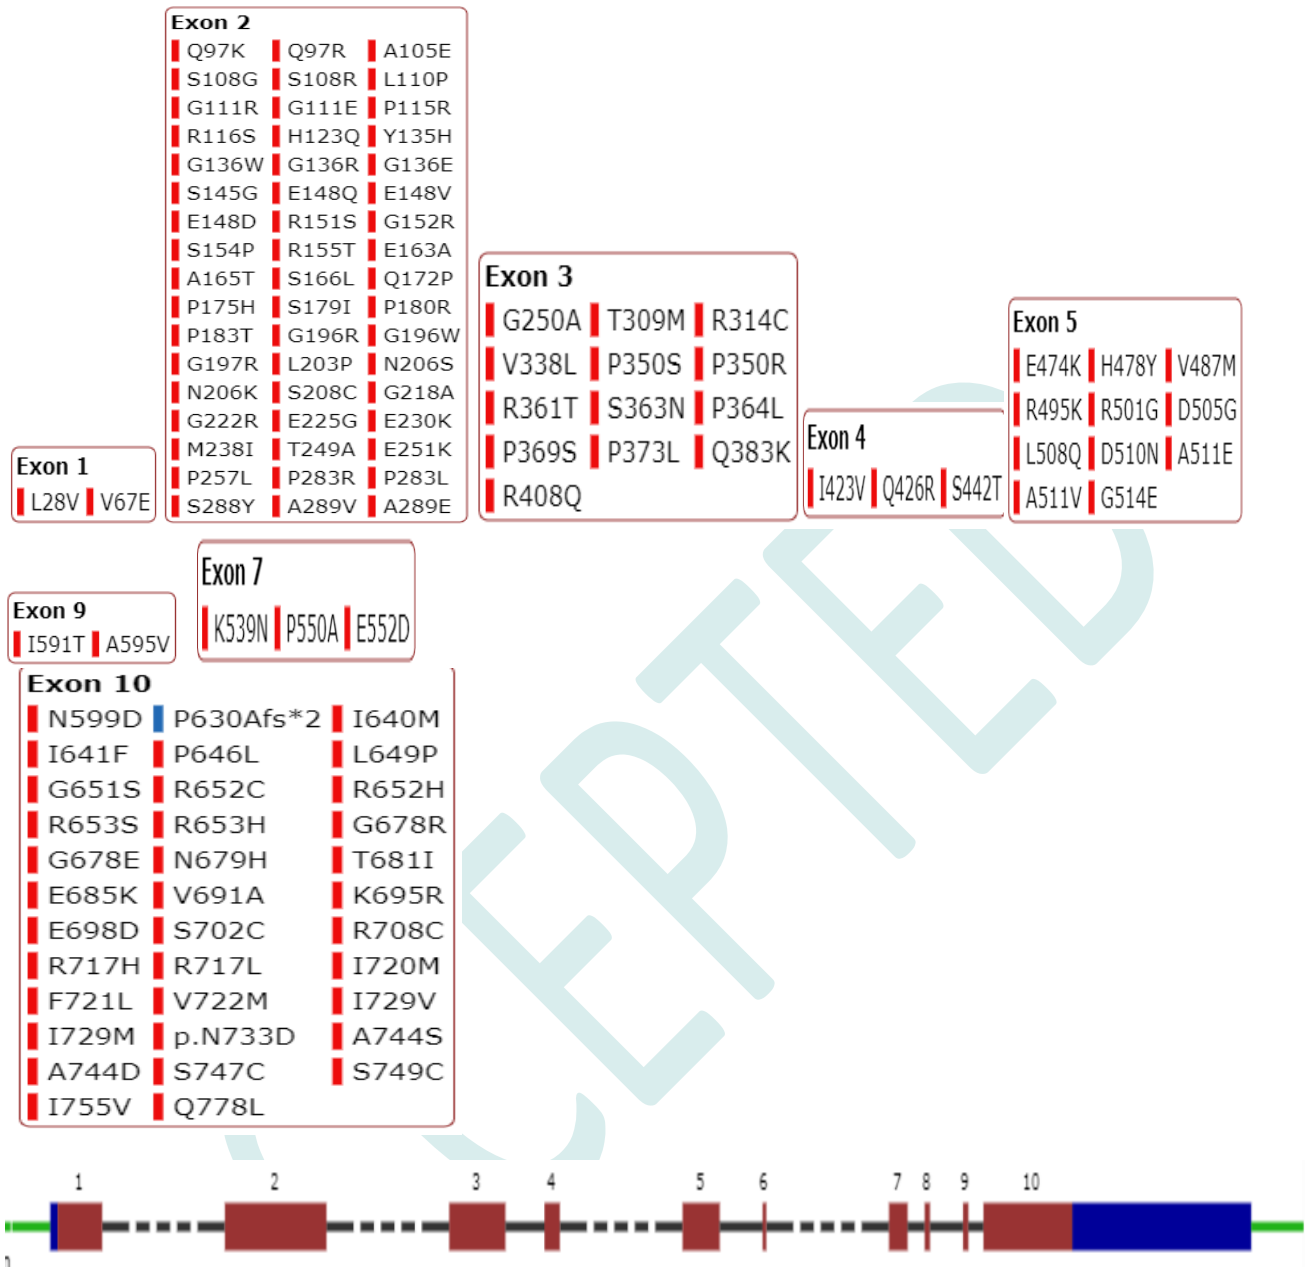 Exon 2
Q97K Q97R A105E
S108G S108R L110P
G111R G111E P115R
R116S H123Q Y135H
G136W G136R G136E
S145G E148Q E148V
E148D R151S G152R
S154P R155T E163A
A165T S166L Q172P
P175H S179I P180R
P183T G196R G196W
G197R L203P N206S
N206K S208C G218A
G222R E225G E230K
M238I T249A E251K
P257L P283R P283L
S288Y A289V A289E
Exon 3
G250A T309M R314C
V338L P350S P350R
R361T S363N P364L
P369S P373L Q383K
R408Q
Exon 5
E474K H478Y V487M
R495K R501G D505G
L508Q D510N A511E
A511V G514E
Exon 4
I423V Q426R S442T
Exon 1
L28V V67E
Exon 7
K539N P550A E552D
Exon 9
I591T A595V
Exon 10
N599D P630Afs*2 I640M
I641F P646L L649P
G651S R652C R652H
R653S R653H G678R
G678E N679H T681I
E685K V691A K695R
E698D S702C R708C
R717H R717L I720M
F721L V722M I729V
I729M p.N733D A744S
A744D S747C S749C
I755V Q778L
1 2 3 4 5 6 7 8 9 10
CEPTED